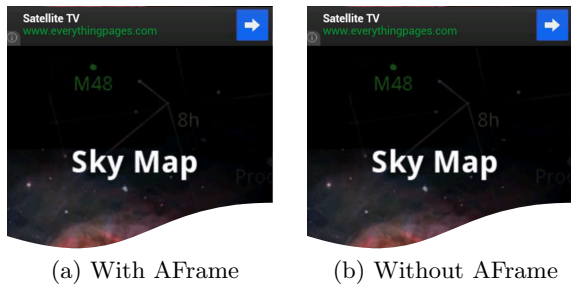 Satellite TV
www.everythingpages.com
M48
8h
Sky Map
Satellite TV
www.everythingpages.com
M48
8h
Sky Map
Pro
(a) With AFrame
(b) Without AFrame